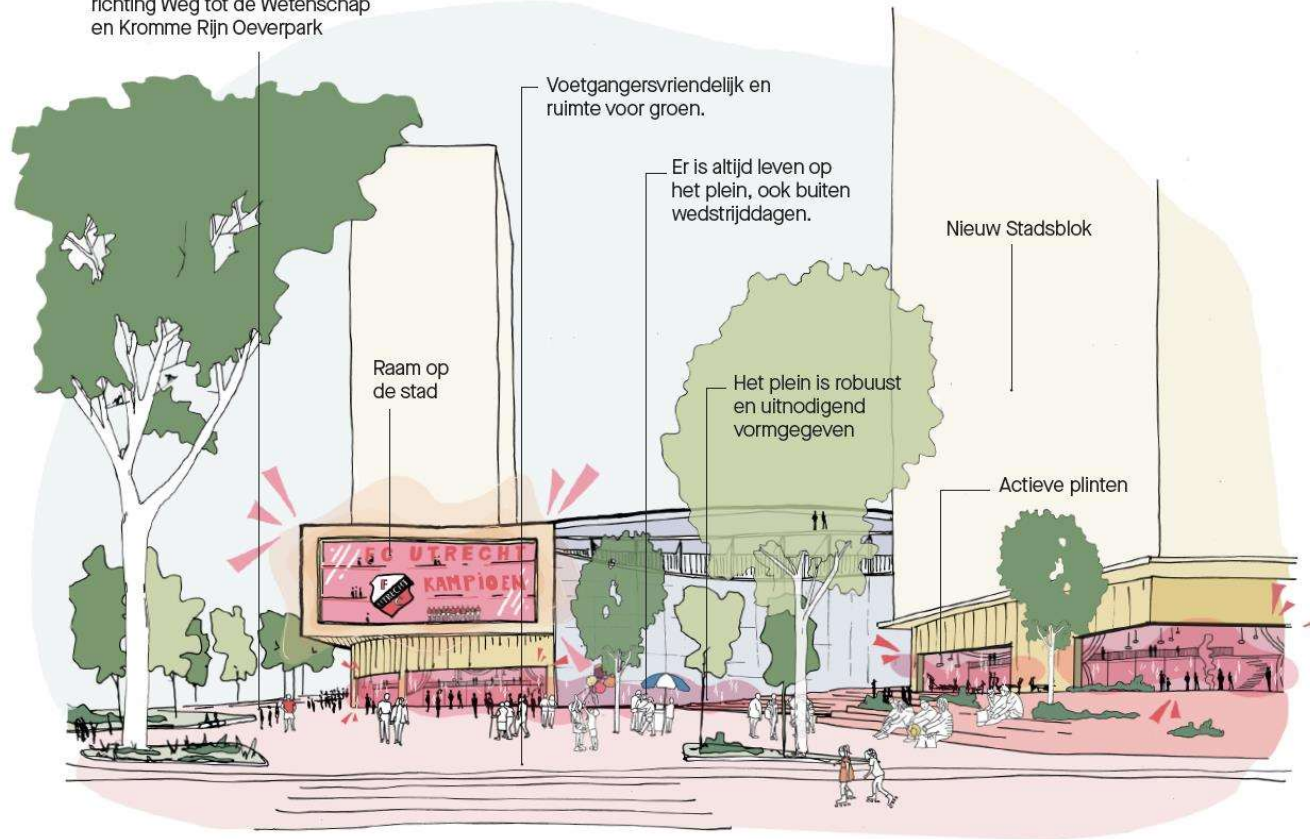 richting Weg tot de Wetenschap
en Kromme Rijn Oeverpark
Voetgangersvriendelijk en
ruimte voor groen.
Er is altijd leven op
het plein, ook buiten
wedstrijddagen.
Nieuw Stadsblok
Raam op
de stad
Het plein is robuust
en uitnodigend
vormgegeven
Actieve plinten
FC UTRECHT
KAMPIOEN
F
UTRECHT